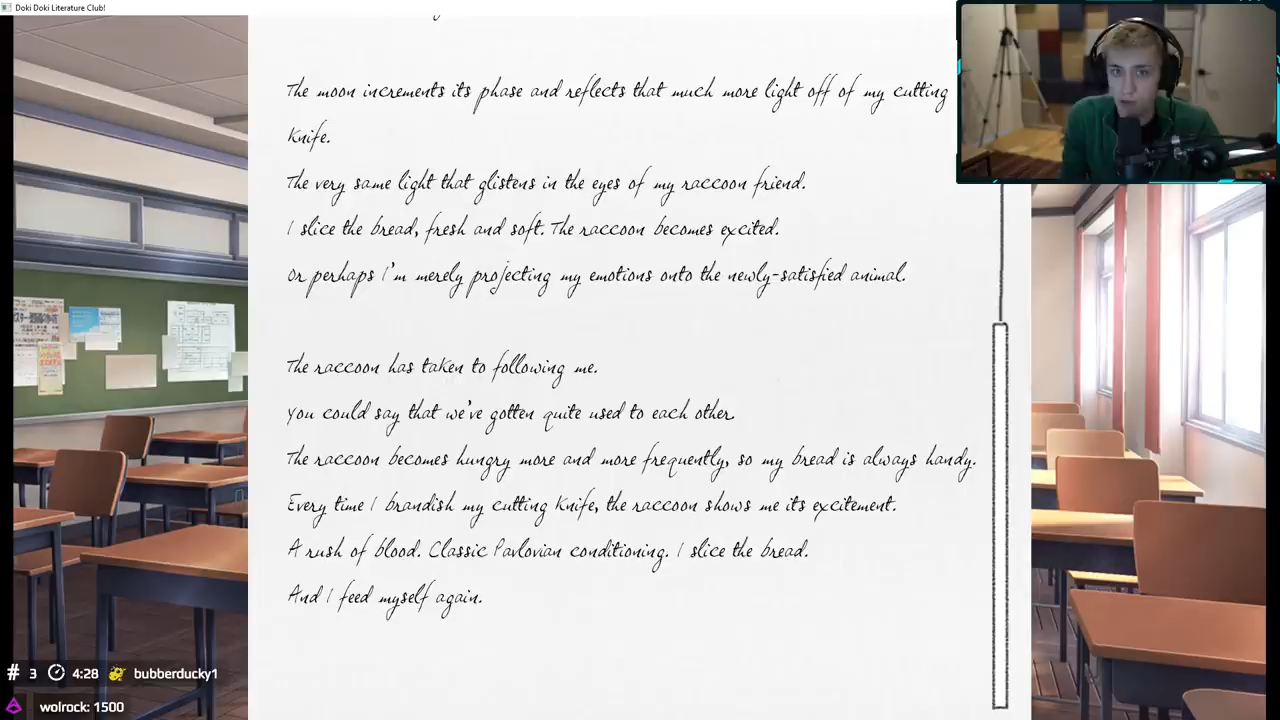 Doki Doki Literature Club!
The moon increments its phase and reflects that much more light off of my cutting
knife.
The very same light that glistens in the eyes of my raccoon friend.
I slice the bread, fresh and soft. The raccoon becomes excited.
Or perhaps I'm merely projecting my emotions onto the newly-satisfied animal.
The raccoon has taken to following me.
You could say that we've gotten quite used to each other
The raccoon becomes hungry more and more frequently, so my bread is always handy.
Every time I brandish my cutting knife, the raccoon shows me its excitement.
A rush of blood. Classic Pavlovian conditioning. I slice the bread.
And I feed myself again.
# 3 4:28 bubberducky1
wolrock: 1500